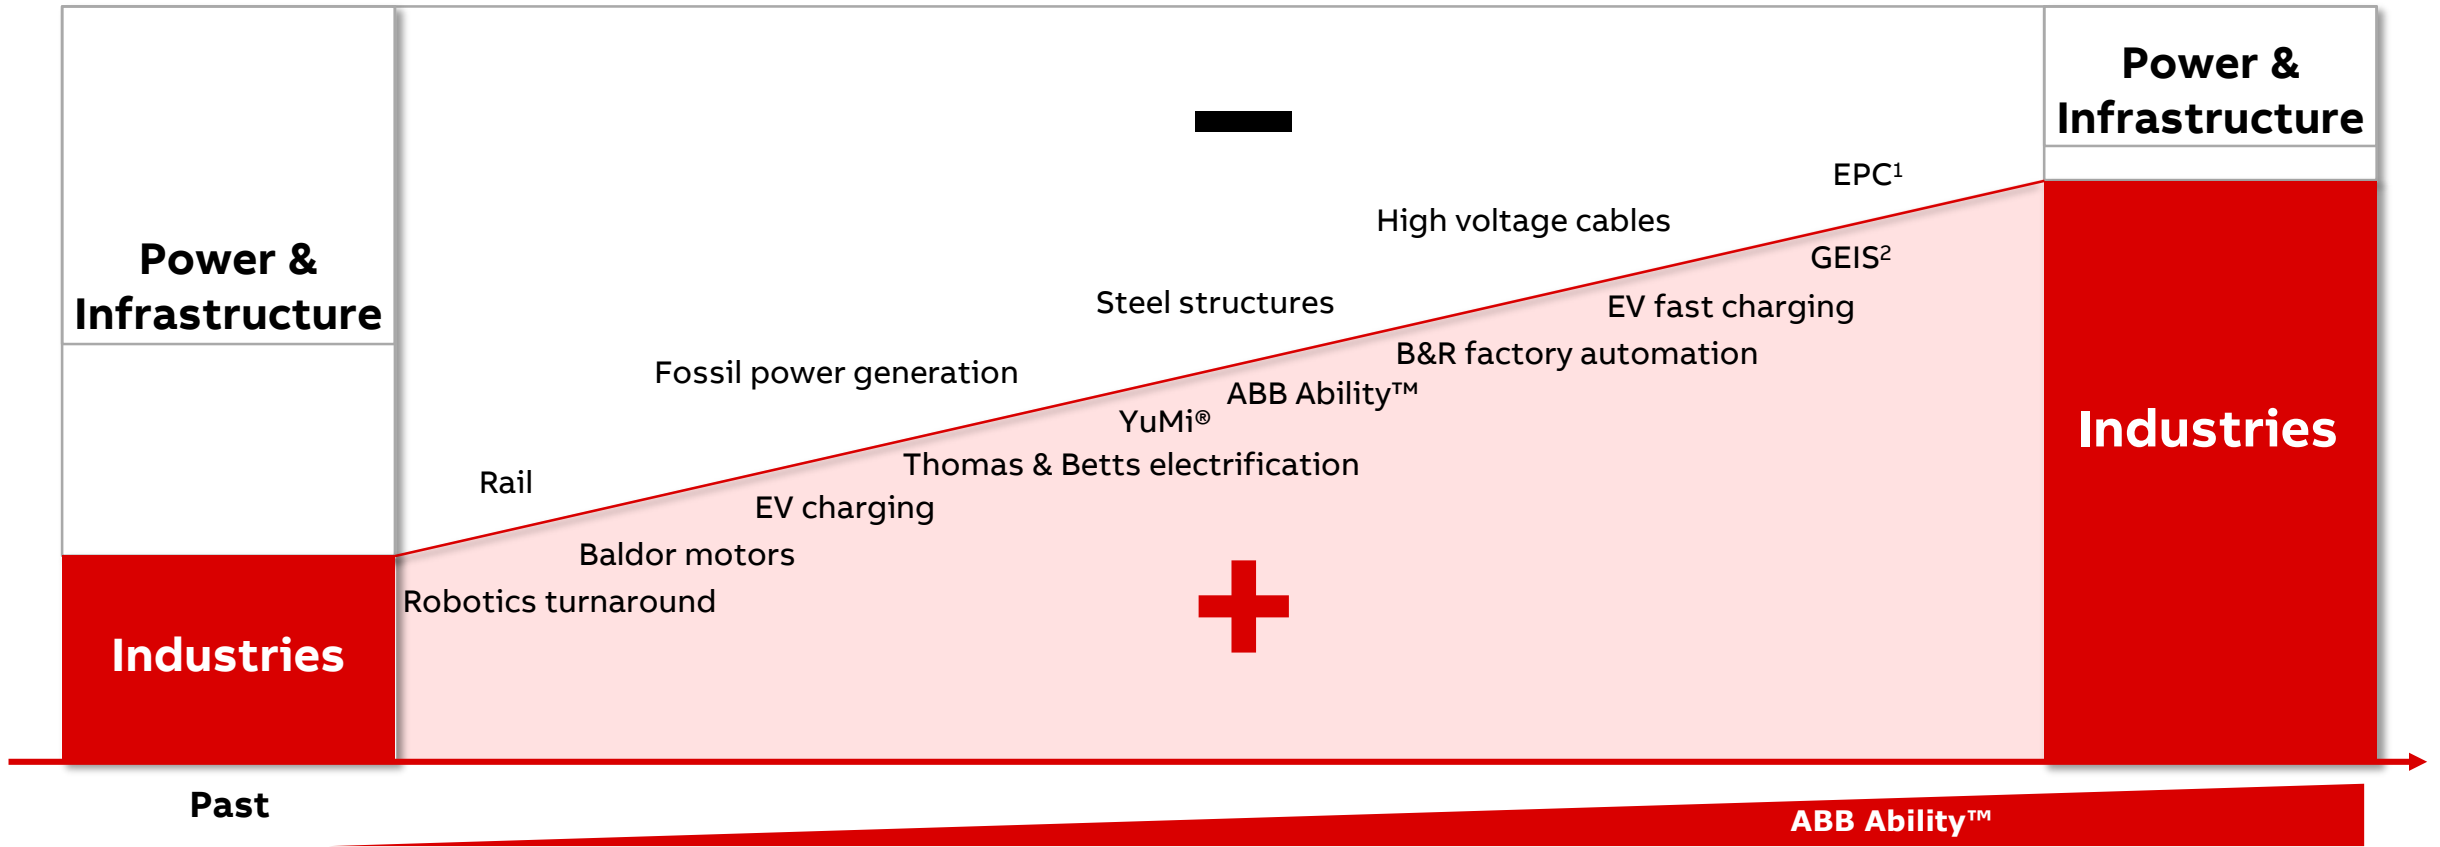 Power &
Infrastructure
Industries
Past
Rail
Fossil power generation
Steel structures
High voltage cables
EPC¹
Robotics turnaround
Baldor motors
EV charging
Thomas & Betts electrification
YuMi®
ABB Ability™
B&R factory automation
EV fast charging
GEIS²
Power &
Infrastructure
Industries
ABB Ability™